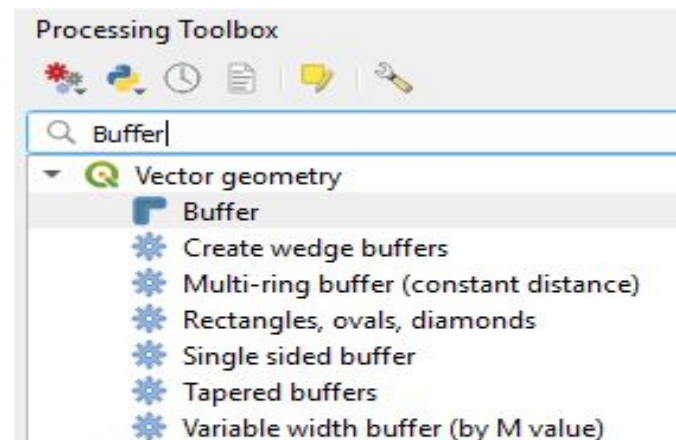 Processing Toolbox
Buffer
Vector geometry
Buffer
Create wedge buffers
Multi-ring buffer (constant distance)
Rectangles, ovals, diamonds
Single sided buffer
Tapered buffers
Variable width buffer (by M value)